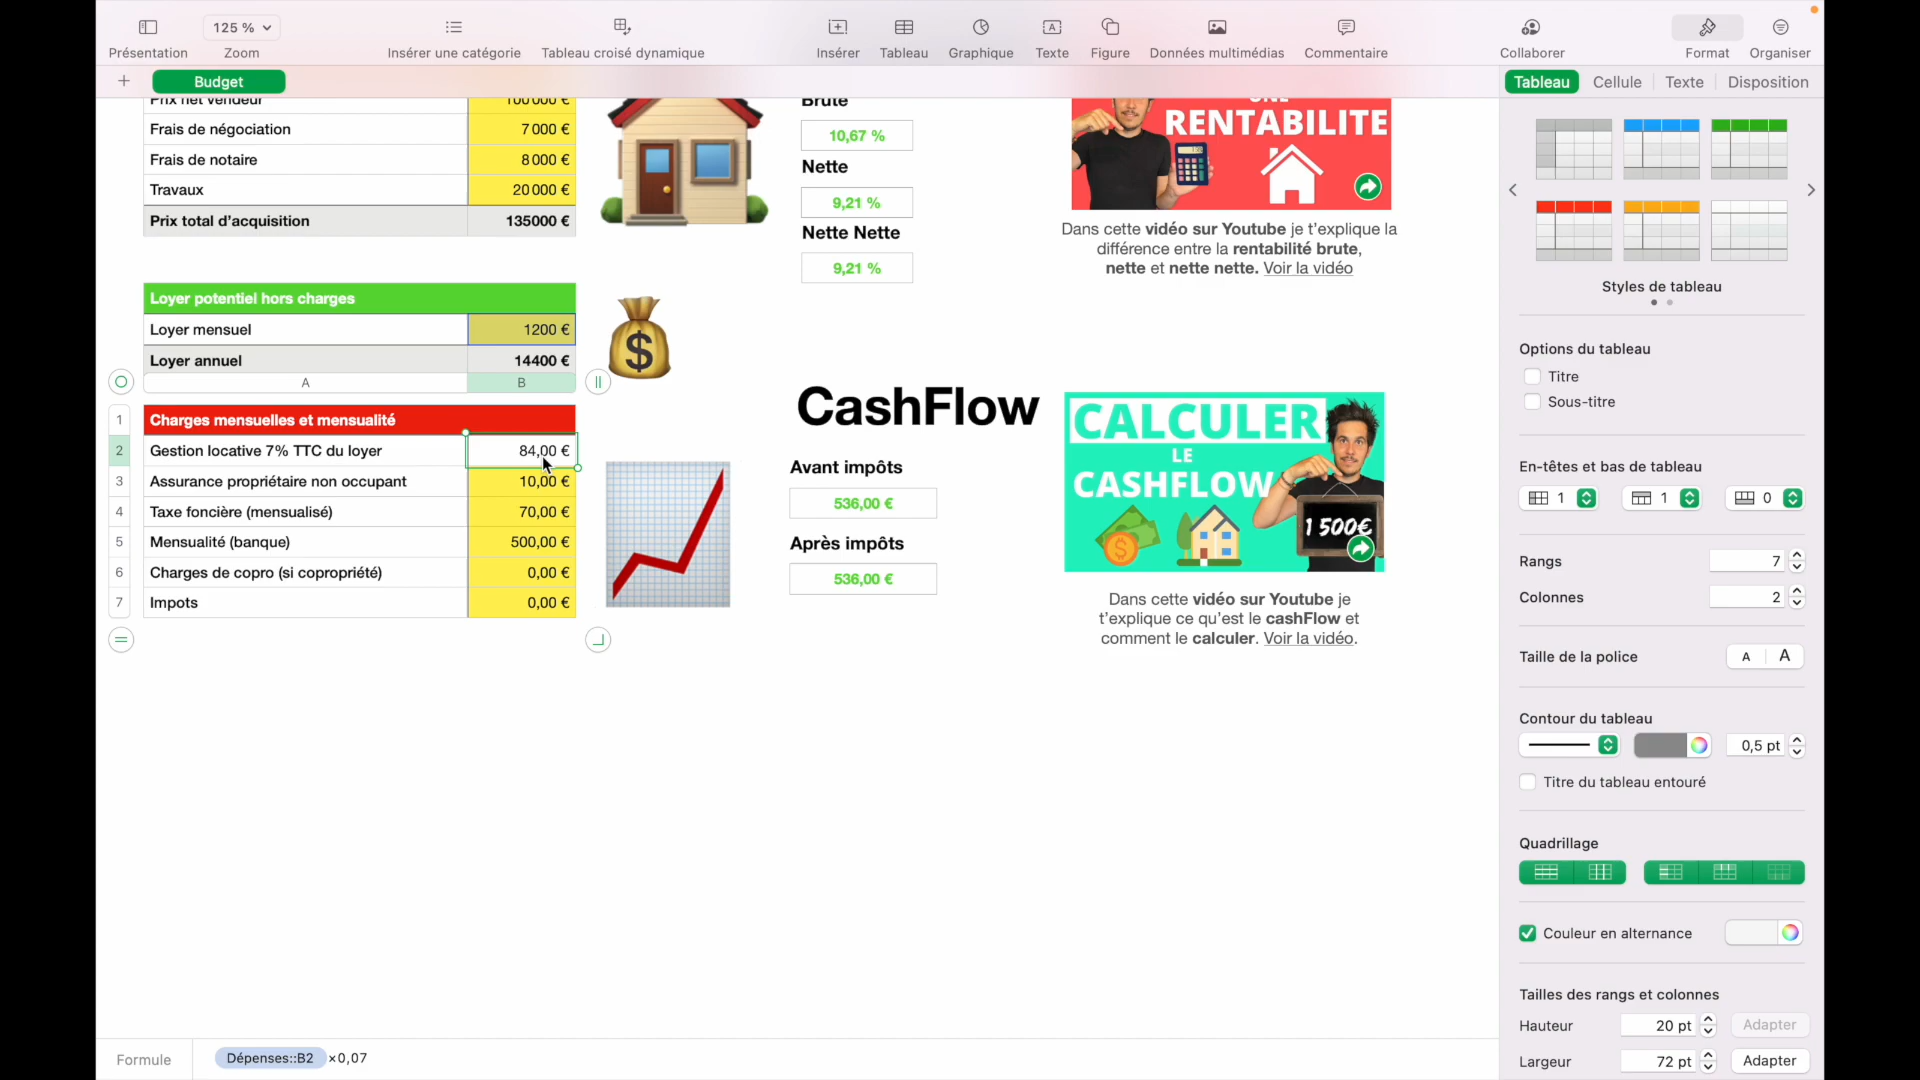 125 %
Présentation
Zoom
Insérer une catégorie
Tableau croisé dynamique
Insérer
Tableau
Graphique
Texte
Figure
Données multimédias
Commentaire
Collaborer
Format
Organiser
Budget
Tableau
Cellule
Texte
Disposition
Prix net vendeur 100 000 €
Frais de négociation 7 000 €
Frais de notaire 8 000 €
Travaux 20 000 €
Prix total d’acquisition 135000 €
Loyer potentiel hors charges
Loyer mensuel 1200 €
Loyer annuel 14400 €
A B
1 Charges mensuelles et mensualité
2 Gestion locative 7% TTC du loyer 84,00 €
3 Assurance propriétaire non occupant 10,00 €
4 Taxe foncière (mensualisé) 70,00 €
5 Mensualité (banque) 500,00 €
6 Charges de copro (si copropriété) 0,00 €
7 Impots 0,00 €
Brute
10,67 %
Nette
9,21 %
Nette Nette
9,21 %
$
CashFlow
Avant impôts
536,00 €
Après impôts
536,00 €
UNE
RENTABILITE
Dans cette vidéo sur Youtube je t’explique la
différence entre la rentabilité brute,
nette et nette nette. Voir la vidéo
CALCULER
LE
CASHFLOW
$
1 500€
Dans cette vidéo sur Youtube je
t’explique ce qu’est le cashFlow et
comment le calculer. Voir la vidéo.
Styles de tableau
Options du tableau
Titre
Sous-titre
En-têtes et bas de tableau
1 1 0
Rangs 7
Colonnes 2
Taille de la police A A
Contour du tableau
0,5 pt
Titre du tableau entouré
Quadrillage
Couleur en alternance
Tailles des rangs et colonnes
Hauteur 20 pt Adapter
Largeur 72 pt Adapter
Formule
Dépenses::B2 ×0,07